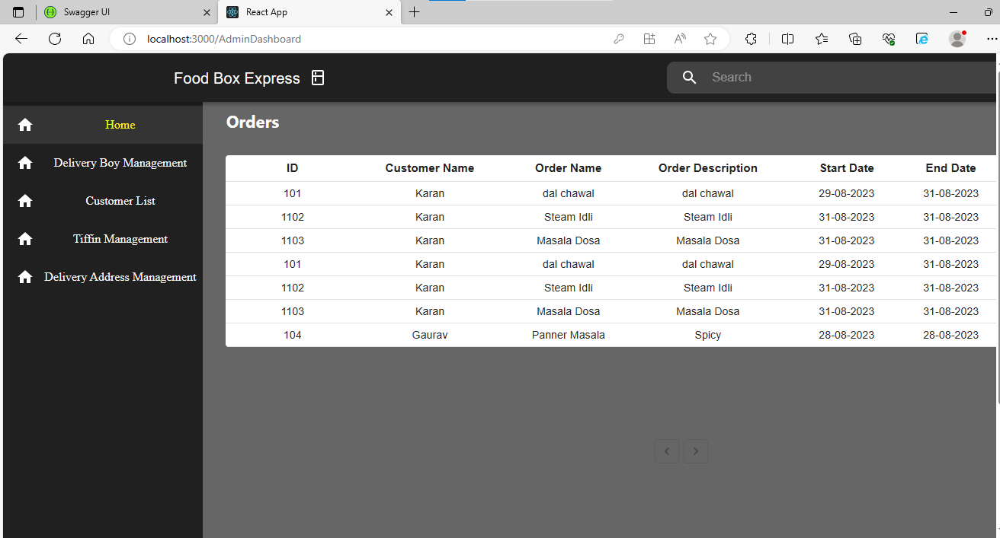 Swagger UI
React App
localhost:3000/AdminDashboard
Food Box Express
Search
Home
Delivery Boy Management
Customer List
Tiffin Management
Delivery Address Management
Orders
ID Customer Name Order Name Order Description Start Date End Date
101 Karan dal chawal dal chawal 29-08-2023 31-08-2023
1102 Karan Steam Idli Steam Idli 31-08-2023 31-08-2023
1103 Karan Masala Dosa Masala Dosa 31-08-2023 31-08-2023
101 Karan dal chawal dal chawal 29-08-2023 31-08-2023
1102 Karan Steam Idli Steam Idli 31-08-2023 31-08-2023
1103 Karan Masala Dosa Masala Dosa 31-08-2023 31-08-2023
104 Gaurav Panner Masala Spicy 28-08-2023 28-08-2023